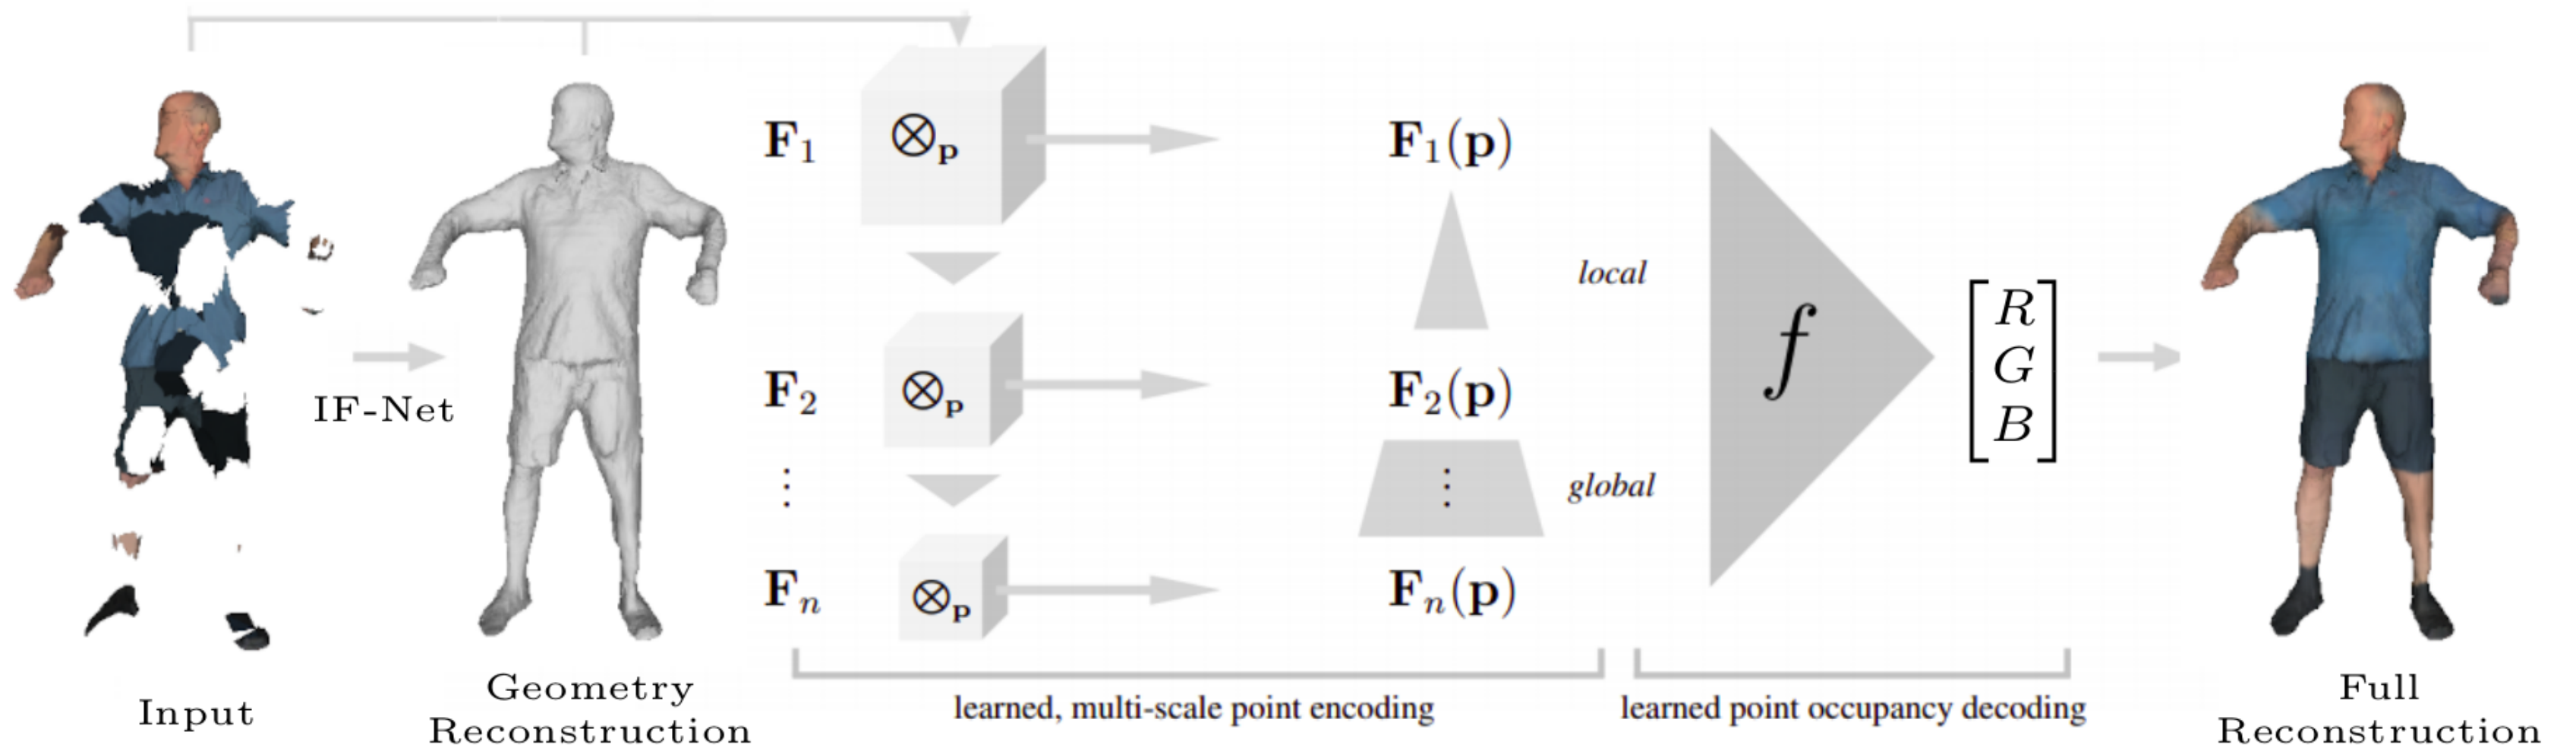 F₁
⊗ₚ
F₁(p)
local
f
R
G
B
IF-Net
F₂
⊗ₚ
F₂(p)
⋮
⋮
global
Fₙ
⊗ₚ
Fₙ(p)
Input
Geometry
Reconstruction
learned, multi-scale point encoding
learned point occupancy decoding
Full
Reconstruction